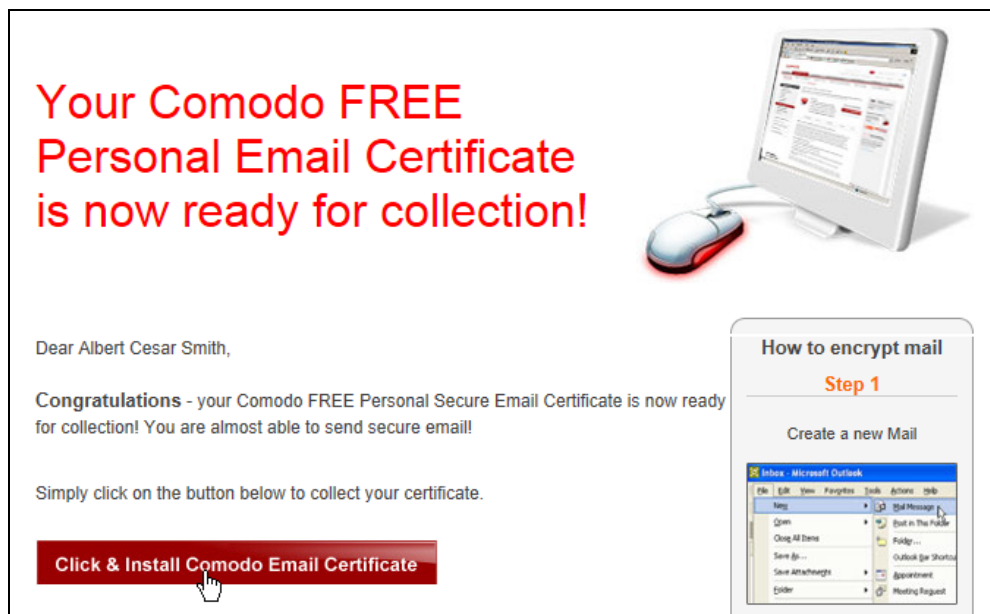 Your Comodo FREE
Personal Email Certificate
is now ready for collection!
Dear Albert Cesar Smith,
Congratulations - your Comodo FREE Personal Secure Email Certificate is now ready
for collection! You are almost able to send secure email!
Simply click on the button below to collect your certificate.
Click & Install Comodo Email Certificate
How to encrypt mail
Step 1
Create a new Mail
Inbox - Microsoft Outlook
File Edit View Favorites Tools Actions Help
New
Mail Message
Open
Post in This Folder
Close All Items
Folder...
Save As...
Outlook Bar Shortcu
Save Attachments
Appointment
Folder
Meeting Request